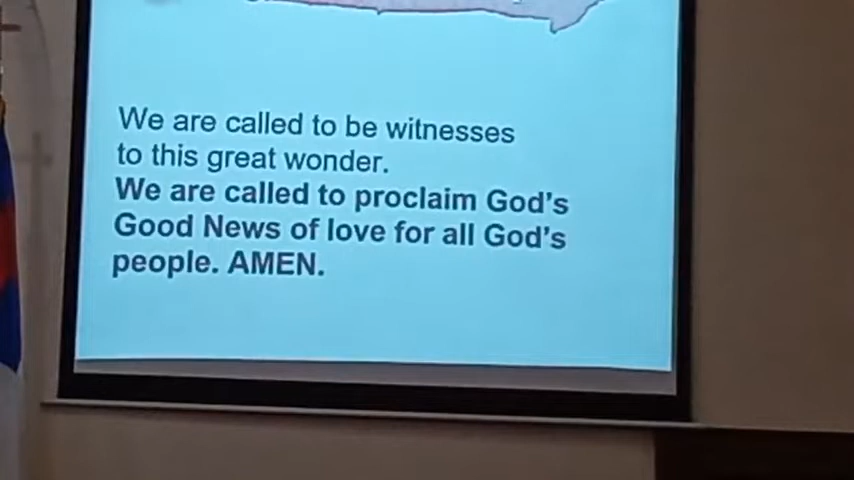 We are called to be witnesses
to this great wonder.
We are called to proclaim God's
Good News of love for all God's
people. AMEN.